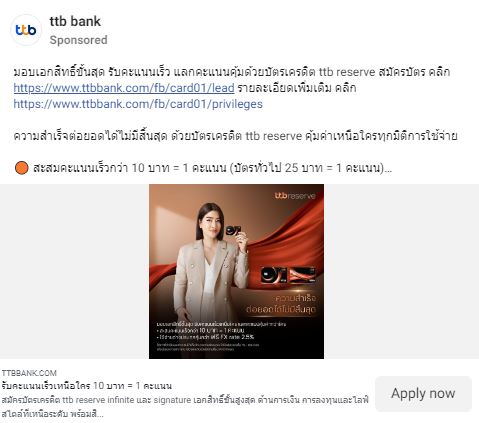 ttb bank
Sponsored
มอบเอกสิทธิ์ขั้นสุด รับคะแนนเร็ว แลกคะแนนคุ้มด้วยบัตรเครดิต ttb reserve สมัครบัตร คลิก
https://www.ttbbank.com/fb/card01/lead รายละเอียดเพิ่มเติม คลิก
https://www.ttbbank.com/fb/card01/privileges
ความสำเร็จต่อยอดได้ไม่มีสิ้นสุด ด้วยบัตรเครดิต ttb reserve คุ้มค่าเหนือใครทุกมิติการใช้จ่าย
สะสมคะแนนเร็วกว่า 10 บาท = 1 คะแนน (บัตรทั่วไป 25 บาท = 1 คะแนน)...
ttb reserve
ความสำเร็จ
ต่อยอดได้ไม่มีสิ้นสุด
• สะสมคะแนนเร็วกว่า 10 บาท = 1 คะแนน
TTBBANK.COM
รับคะแนนเร็วเหนือใคร 10 บาท = 1 คะแนน
สมัครบัตรเครดิต ttb reserve infinite และ signature เอกสิทธิ์ขั้นสูงสุด ด้านการเงิน การลงทุนและไลฟ์
สไตล์ที่เหนือระดับ พร้อมสิ...
Apply now